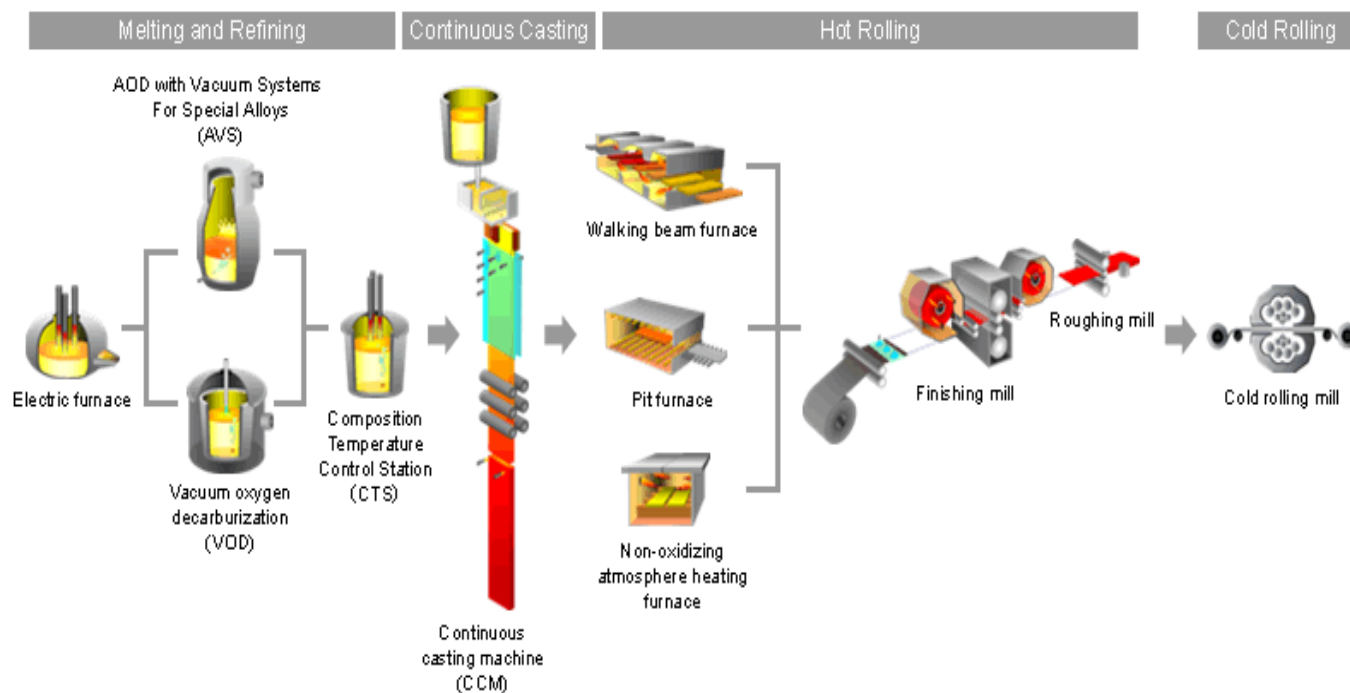 Melting and Refining
Continuous Casting
Hot Rolling
Cold Rolling
AOD with Vacuum Systems
For Special Alloys
(AVS)
Electric furnace
Vacuum oxygen
decarburization
(VOD)
Composition
Temperature
Control Station
(CTS)
Continuous
casting machine
(CCM)
Walking beam furnace
Pit furnace
Non-oxidizing
atmosphere heating
furnace
Finishing mill
Roughing mill
Cold rolling mill